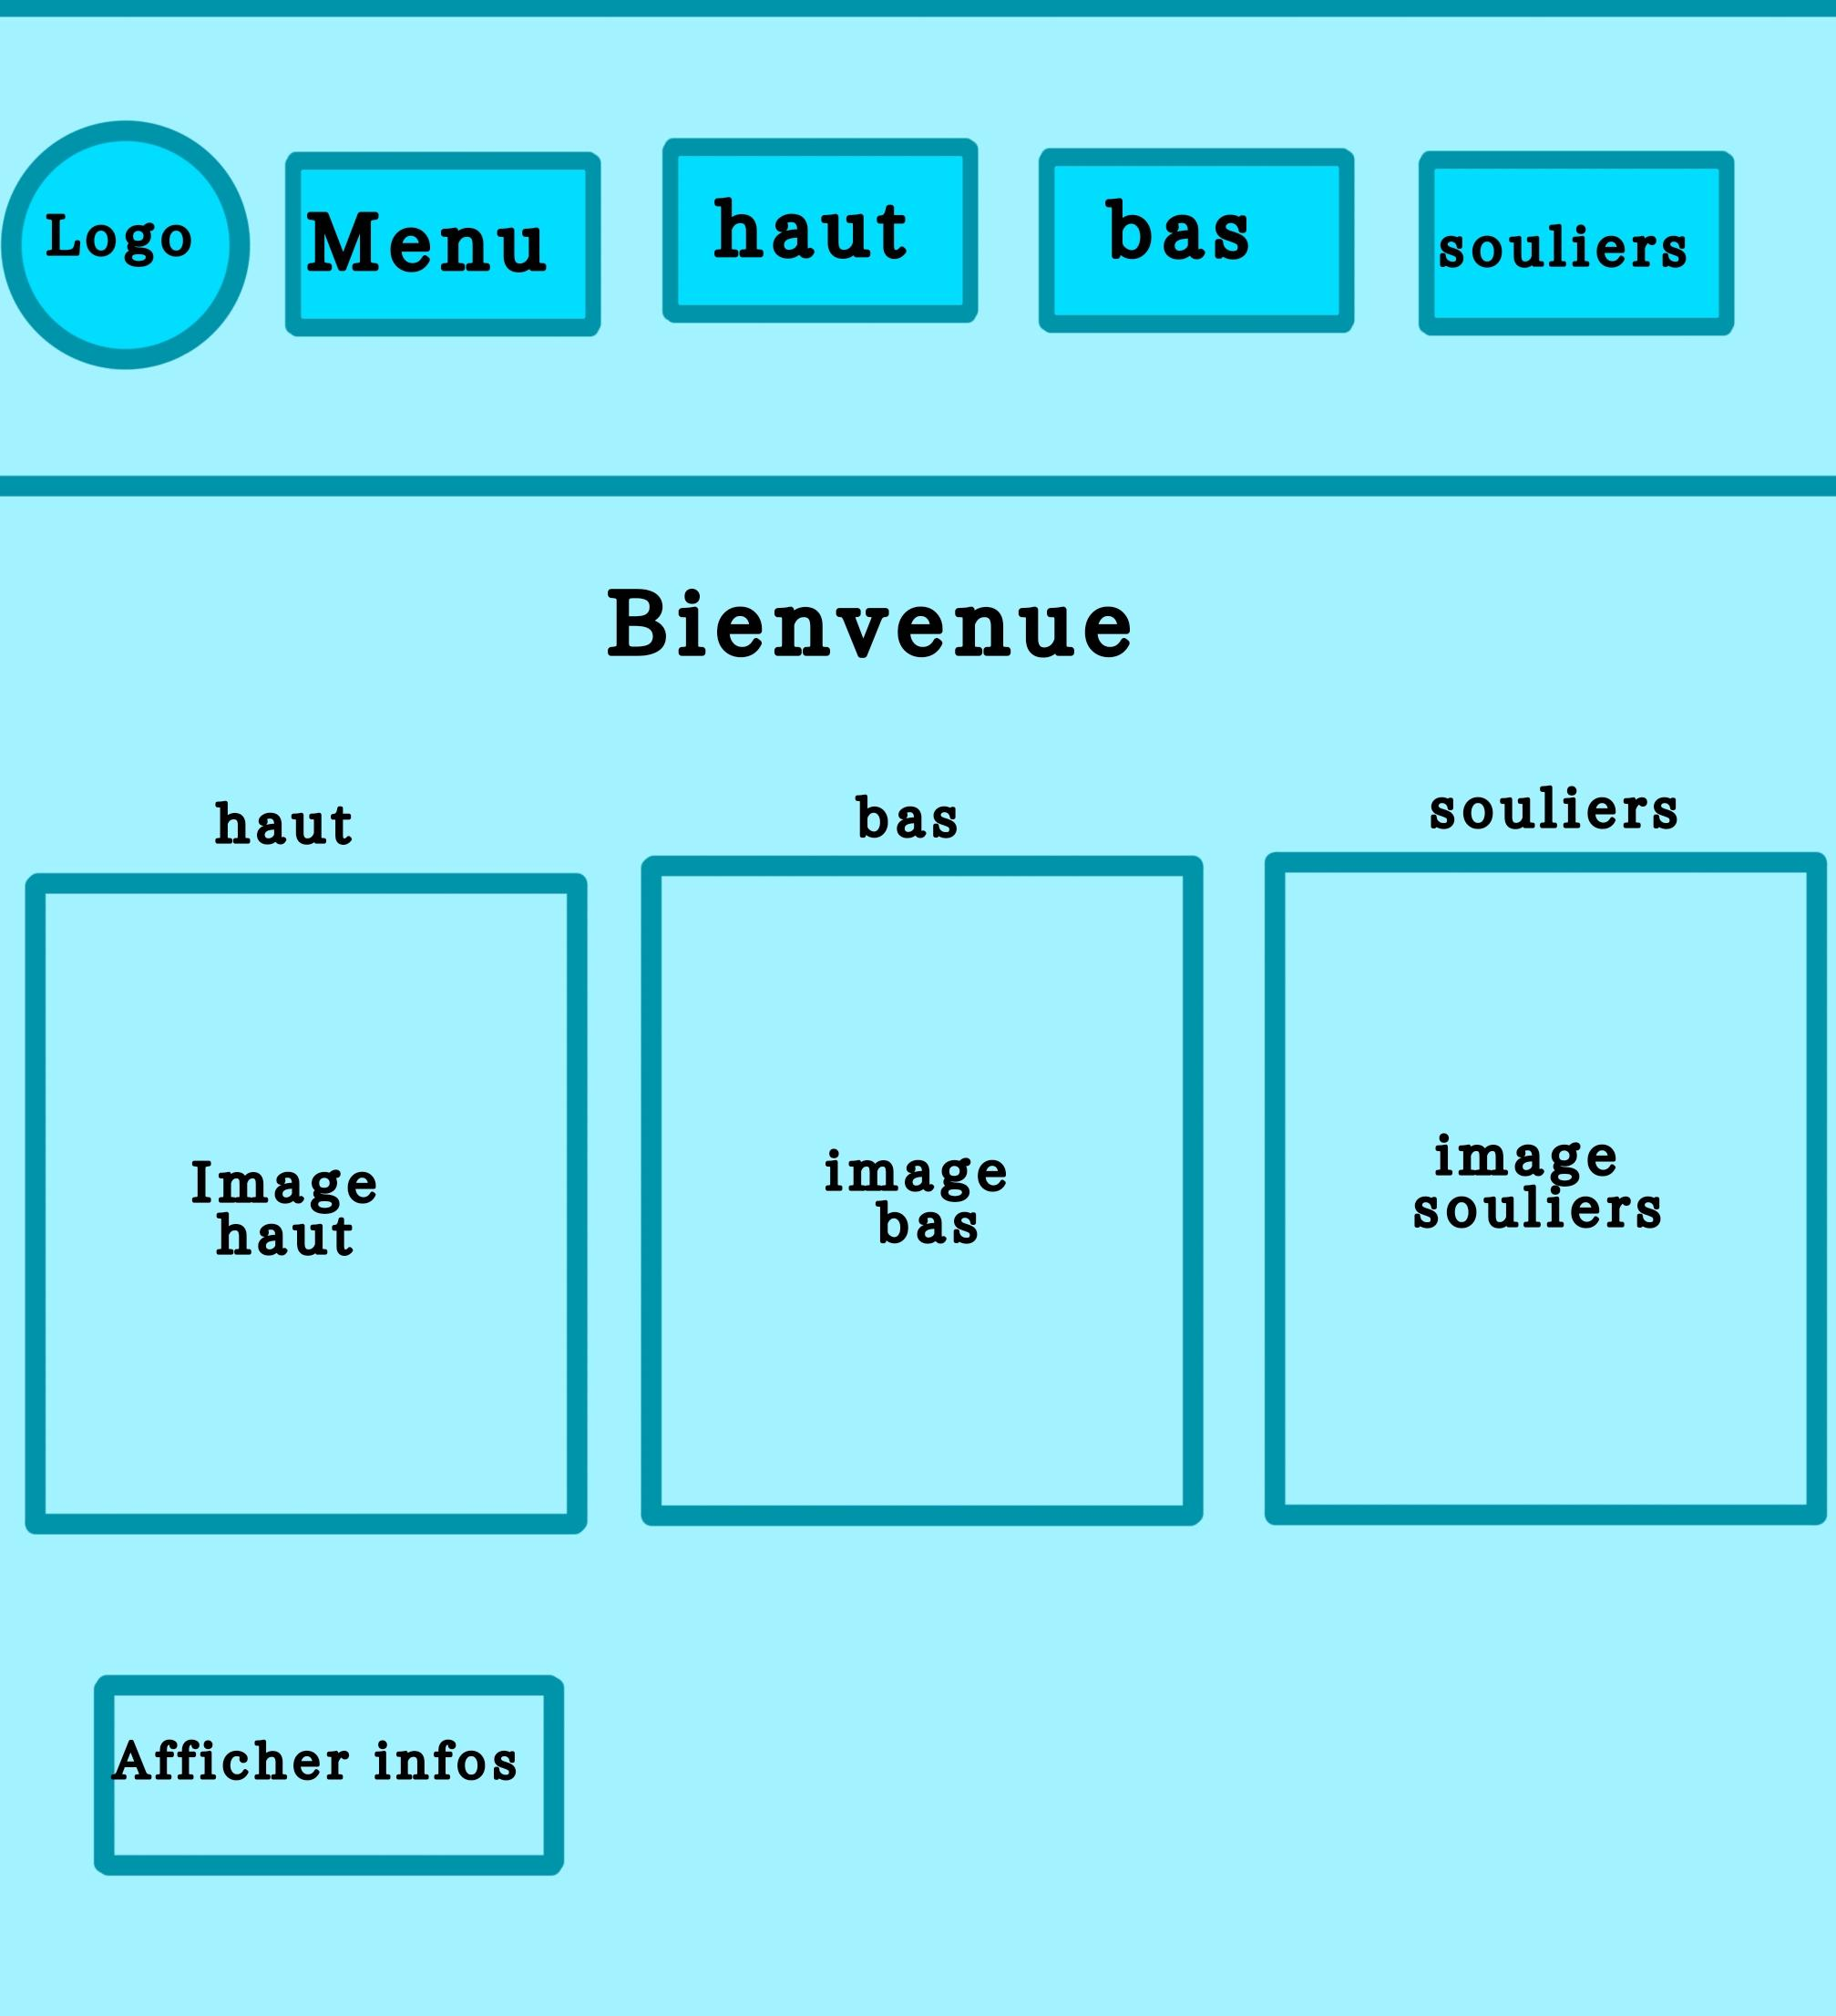 Logo
Menu
haut
bas
souliers
Bienvenue
haut
bas
souliers
Image
haut
image
bas
image
souliers
Afficher infos